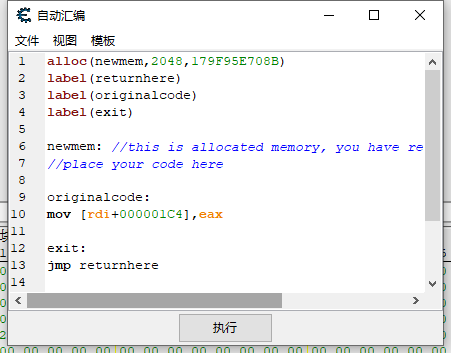 自动汇编
文件 视图 模板
1 alloc(newmem,2048,179F95E708B)
2 label(returnhere)
3 label(originalcode)
4 label(exit)
5
6 newmem: //this is allocated memory, you have re
7 //place your code here
8
9 originalcode:
10 mov [rdi+000001C4],eax
11
12 exit:
13 jmp returnhere
14
执行